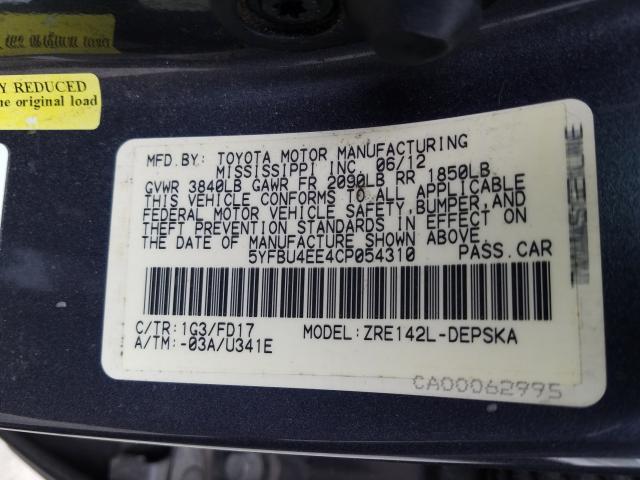 Y REDUCED
he original load
MFD.BY: TOYOTA MOTOR MANUFACTURING
MISSISSIPPI INC. 06/12
GVWR 3840LB GAWR FR 2090LB RR 1850LB
THIS VEHICLE CONFORMS TO ALL APPLICABLE
FEDERAL MOTOR VEHICLE SAFETY,BUMPER,AND
THEFT PREVENTION STANDARDS IN EFFECT ON
THE DATE OF MANUFACTURE SHOWN ABOVE.
5YFBU4EE4CP054310 PASS.CAR
C/TR:1G3/FD17 MODEL:ZRE142L-DEPSKA
A/TM:-03A/U341E
CA00062995